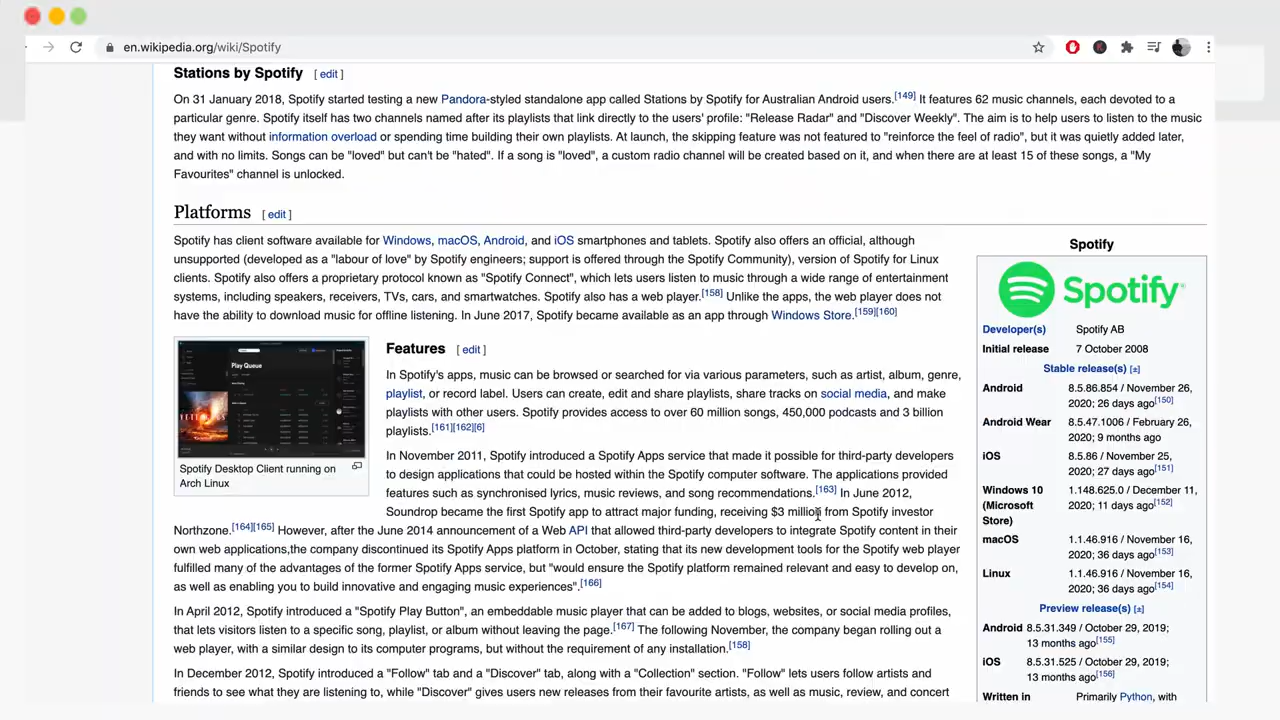 en.wikipedia.org/wiki/Spotify
Stations by Spotify [ edit ]
On 31 January 2018, Spotify started testing a new Pandora-styled standalone app called Stations by Spotify for Australian Android users.[149] It features 62 music channels, each devoted to a
particular genre. Spotify itself has two channels named after its playlists that link directly to the users' profile: "Release Radar" and "Discover Weekly". The aim is to help users to listen to the music
they want without information overload or spending time building their own playlists. At launch, the skipping feature was not featured to "reinforce the feel of radio", but it was quietly added later,
and with no limits. Songs can be "loved" but can't be "hated". If a song is "loved", a custom radio channel will be created based on it, and when there are at least 15 of these songs, a "My
Favourites" channel is unlocked.
Platforms [ edit ]
Spotify has client software available for Windows, macOS, Android, and iOS smartphones and tablets. Spotify also offers an official, although
unsupported (developed as a "labour of love" by Spotify engineers; support is offered through the Spotify Community), version of Spotify for Linux
clients. Spotify also offers a proprietary protocol known as "Spotify Connect", which lets users listen to music through a wide range of entertainment
systems, including speakers, receivers, TVs, cars, and smartwatches. Spotify also has a web player.[158] Unlike the apps, the web player does not
have the ability to download music for offline listening. In June 2017, Spotify became available as an app through Windows Store.[159][160]
Play Queue
Spotify Desktop Client running on
Arch Linux
Features [ edit ]
In Spotify's apps, music can be browsed or searched for via various parameters, such as artist, album, genre,
playlist, or record label. Users can create, edit and share playlists, share tracks on social media, and make
playlists with other users. Spotify provides access to over 60 million songs, 400,000 podcasts and 3 billion
playlists.[161][162][6]
In November 2011, Spotify introduced a Spotify Apps service that made it possible for third-party developers
to design applications that could be hosted within the Spotify computer software. The applications provided
features such as synchronised lyrics, music reviews, and song recommendations.[163] In June 2012,
Soundrop became the first Spotify app to attract major funding, receiving $3 million from Spotify investor
Northzone.[164][165] However, after the June 2014 announcement of a Web API that allowed third-party developers to integrate Spotify content in their
own web applications,the company discontinued its Spotify Apps platform in October, stating that its new development tools for the Spotify web player
fulfilled many of the advantages of the former Spotify Apps service, but "would ensure the Spotify platform remained relevant and easy to develop on,
as well as enabling you to build innovative and engaging music experiences".[166]
In April 2012, Spotify introduced a "Spotify Play Button", an embeddable music player that can be added to blogs, websites, or social media profiles,
that lets visitors listen to a specific song, playlist, or album without leaving the page.[167] The following November, the company began rolling out a
web player, with a similar design to its computer programs, but without the requirement of any installation.[158]
In December 2012, Spotify introduced a "Follow" tab and a "Discover" tab, along with a "Collection" section. "Follow" lets users follow artists and
friends to see what they are listening to, while "Discover" gives users new releases from their favourite artists, as well as music, review, and concert
Spotify
Spotify®
Developer(s) Spotify AB
Initial release 7 October 2008
Stable release(s) [±]
Android 8.5.86.854 / November 26,
2020; 26 days ago[150]
Android Wear 8.5.47.1006 / February 26,
2020; 9 months ago
iOS 8.5.86 / November 25,
2020; 27 days ago[151]
Windows 10 1.148.625.0 / December 11,
(Microsoft 2020; 11 days ago[152]
Store)
macOS 1.1.46.916 / November 16,
2020; 36 days ago[153]
Linux 1.1.46.916 / November 16,
2020; 36 days ago[154]
Preview release(s) [±]
Android 8.5.31.349 / October 29, 2019;
13 months ago[155]
iOS 8.5.31.525 / October 29, 2019;
13 months ago[156]
Written in Primarily Python, with